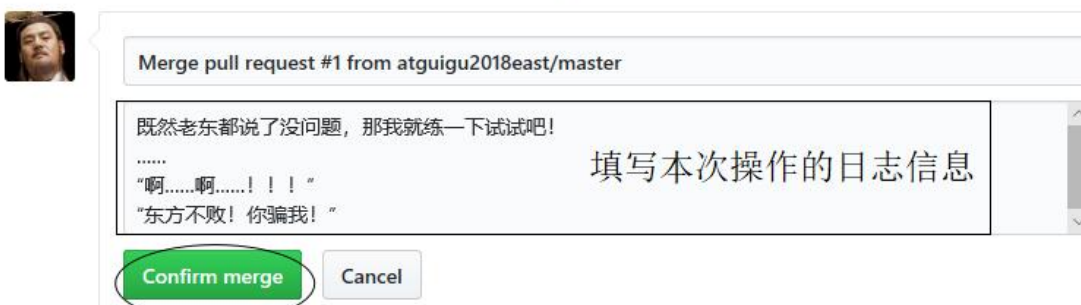 Merge pull request #1 from atguigu2018east/master
既然老东都说了没问题，那我就练一下试试吧！
......
“啊......啊......！！！”
“东方不败！你骗我！”
填写本次操作的日志信息
Confirm merge
Cancel